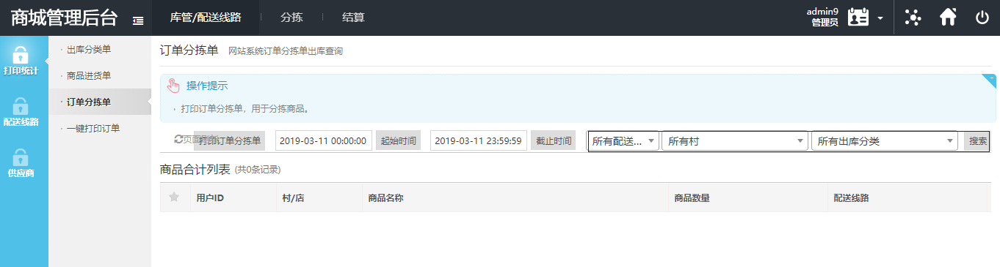 商城管理后台 库管/配送线路 分拣 结算 admin9
管理员
打印统计
配送线路
供应商
· 出库分类单
· 商品进货单
· 订单分拣单
· 一键打印订单
订单分拣单 网站系统订单分拣单出库查询
操作提示
· 打印订单分拣单，用于分拣商品。
页面刷新 打印订单分拣单 2019-03-11 00:00:00 起始时间 2019-03-11 23:59:59 截止时间 所有配送... 所有村 所有出库分类 搜索
商品合计列表 (共0条记录)
用户ID 村/店 商品名称 商品数量 配送线路